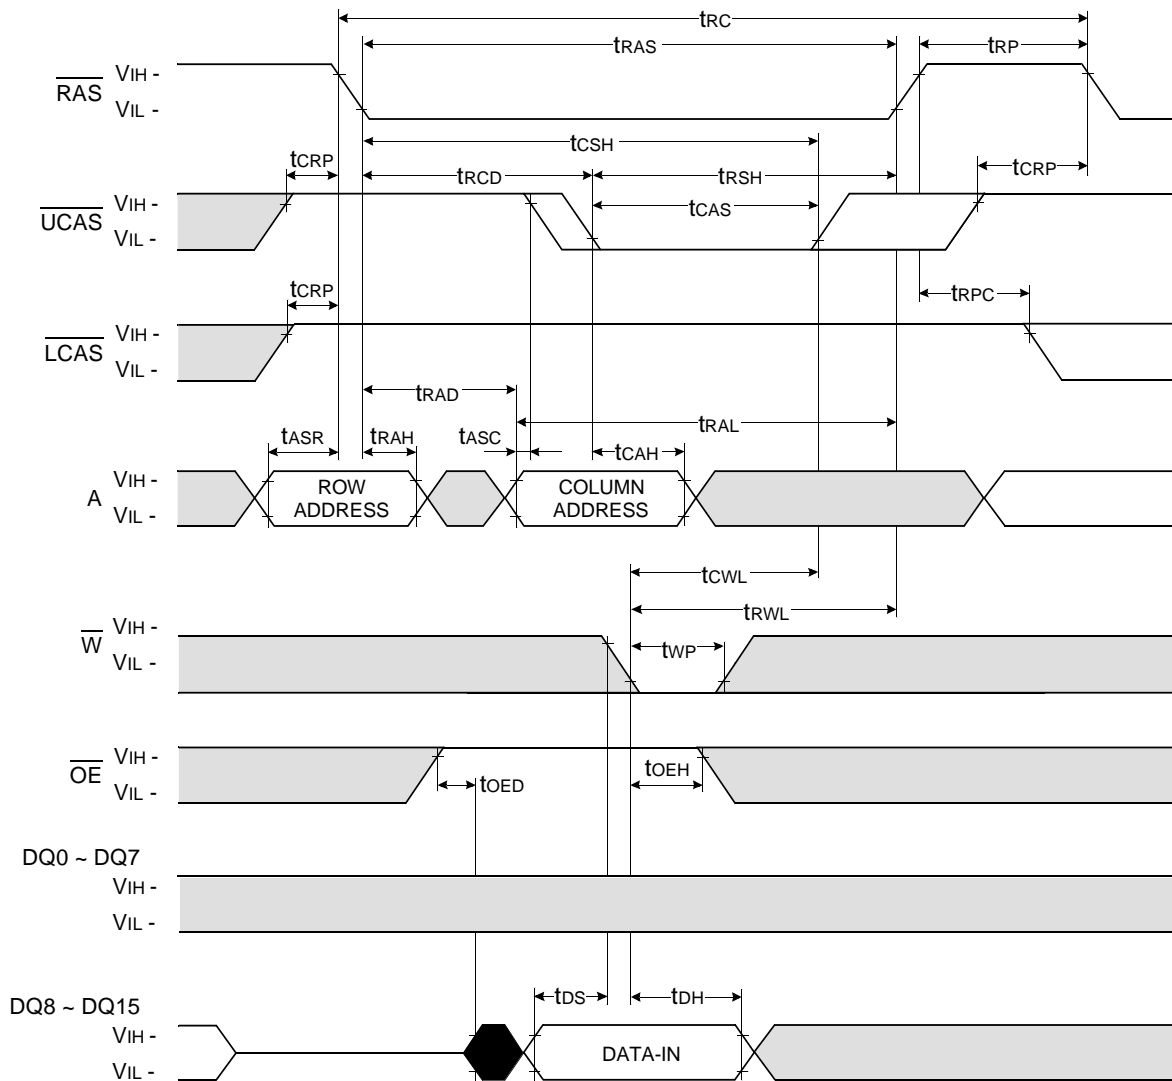 tRC
tRAS
tRP
RAS
VIH -
VIL -
tCSH
tCRP
tRCD
tRSH
tCRP
UCAS
VIH -
VIL -
tCAS
tCRP
tRPC
LCAS
VIH -
VIL -
tRAD
tRAL
tASR
tRAH
tASC
tCAH
A
VIH -
VIL -
ROW
ADDRESS
COLUMN
ADDRESS
tCWL
tRWL
W
VIH -
VIL -
tWP
OE
VIH -
VIL -
tOED
tOEH
DQ0 ~ DQ7
VIH -
VIL -
tDS
tDH
DQ8 ~ DQ15
VIH -
VIL -
DATA-IN